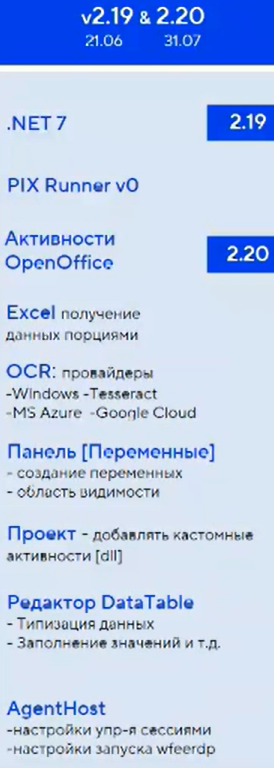 v2.19 & 2.20
21.06 31.07
.NET 7 2.19
PIX Runner v0
Активности
OpenOffice 2.20
Excel получение
данных порциями
OCR: провайдеры
-Windows -Tesseract
-MS Azure -Google Cloud
Панель [Переменные]
- создание переменных
- область видимости
Проект - добавлять кастомные
активности [dll]
Редактор DataTable
- Типизация данных
- Заполнение значений и т.д.
AgentHost
-настройки упр-я сессиями
-настройки запуска wfeerdp